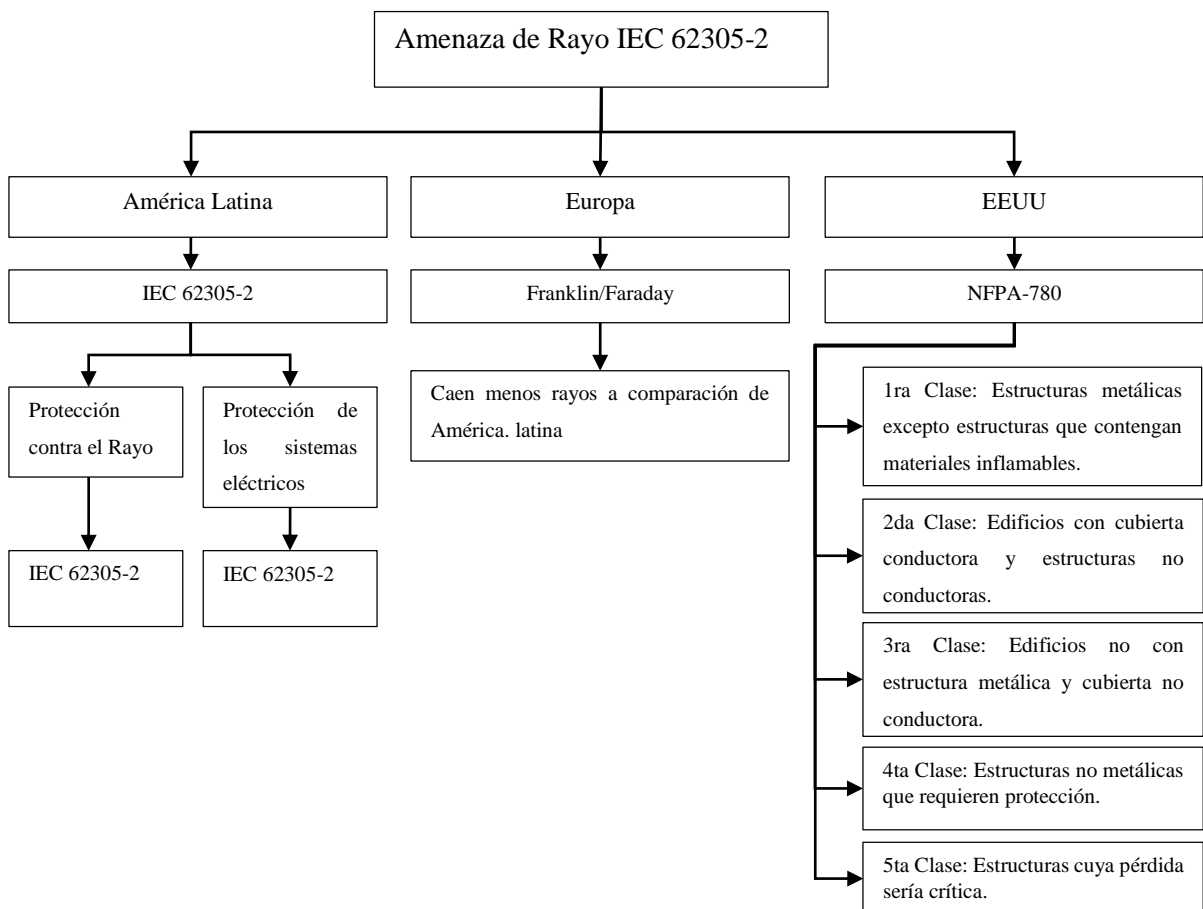 Amenaza de Rayo IEC 62305-2
América Latina
Europa
EEUU
IEC 62305-2
Franklin/Faraday
NFPA-780
Protección
contra el Rayo
Protección de
los sistemas
eléctricos
IEC 62305-2
IEC 62305-2
Caen menos rayos a comparación de
América. latina
1ra Clase: Estructuras metálicas
excepto estructuras que contengan
materiales inflamables.
2da Clase: Edificios con cubierta
conductora y estructuras no
conductoras.
3ra Clase: Edificios no con
estructura metálica y cubierta no
conductora.
4ta Clase: Estructuras no metálicas
que requieren protección.
5ta Clase: Estructuras cuya pérdida
sería crítica.